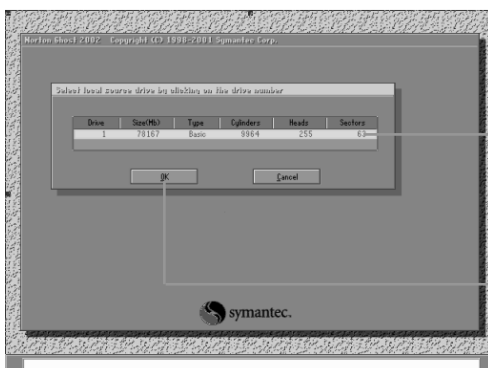 Norton Ghost 2002 Copyright (C) 1998-2001 Symantec Corp.
Select local source drive by clicking on the drive number
Drive Size(Mb) Type Cylinders Heads Sectors
1 78167 Basic 9964 255 63
OK Cancel
symantec.